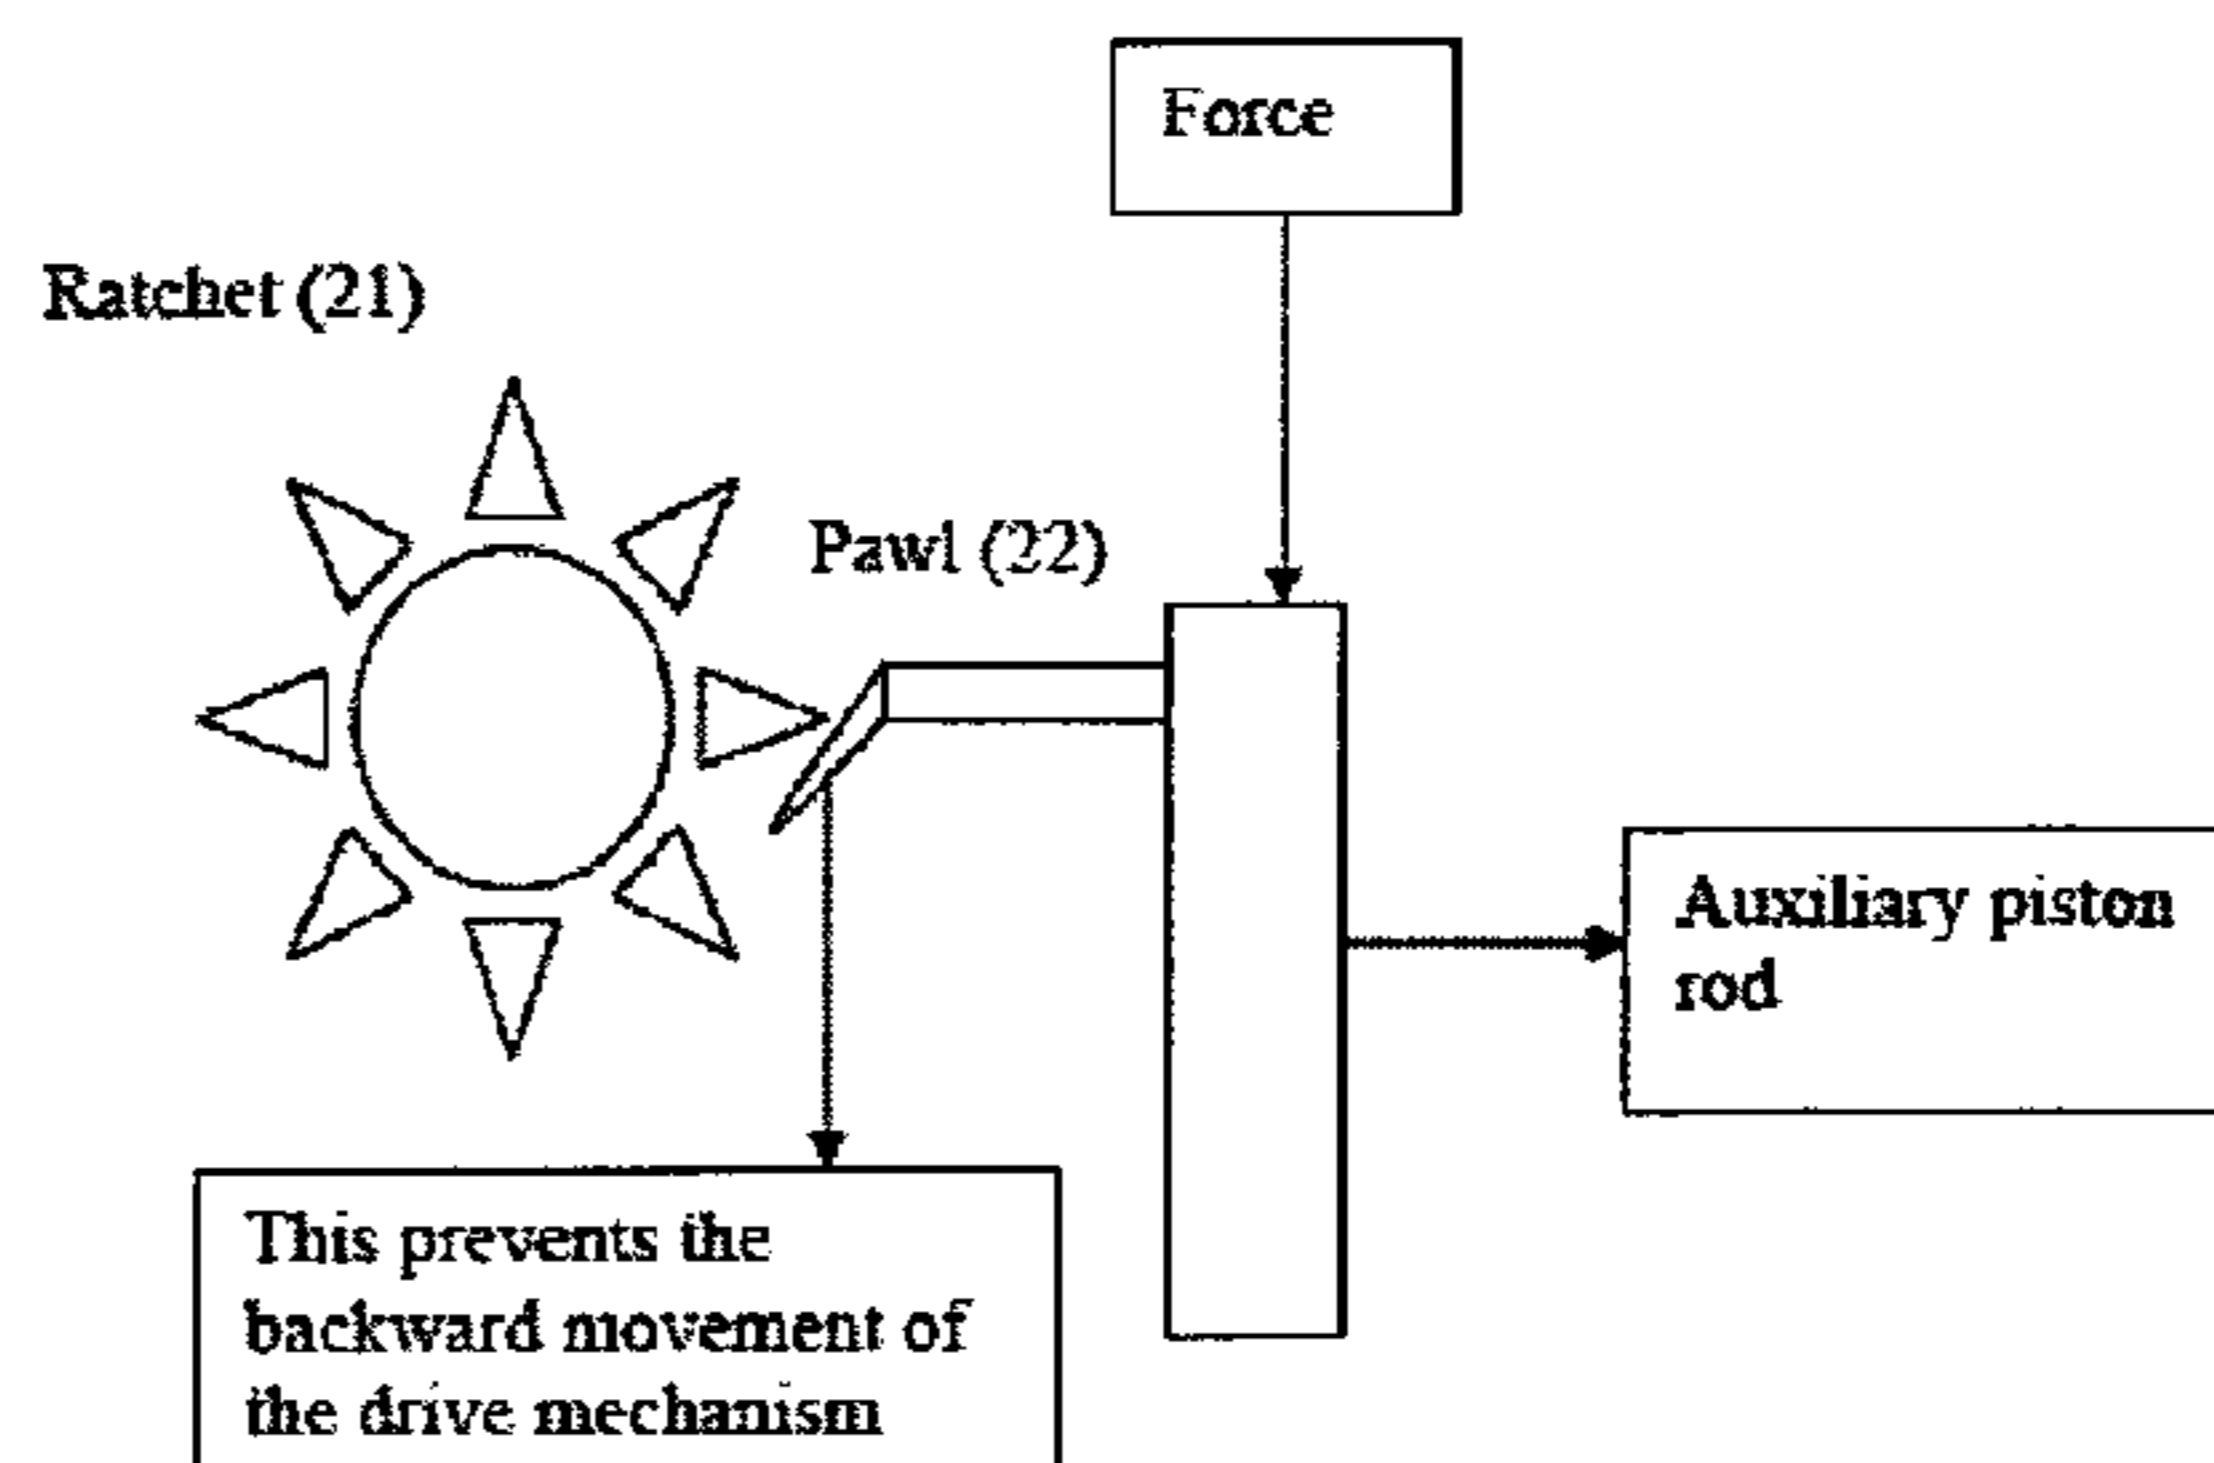 Force
Ratchet (21)
Pawl (22)
Auxiliary piston
rod
This prevents the
backward movement of
the drive mechanism